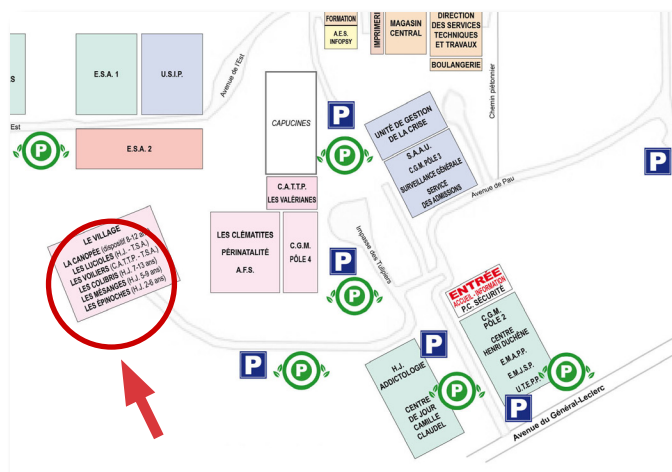 FORMATION
A.E.S.
INFOPSY
IMPRIMERIE
MAGASIN
CENTRAL
DIRECTION
DES SERVICES
TECHNIQUES
ET TRAVAUX
BOULANGERIE
S
E.S.A. 1
U.S.I.P.
Avenue de l'Est
Chemin piétonnier
CAPUCINES
P
UNITÉ DE GESTION
DE LA CRISE
S.A.A.U.
C.G.M. PÔLE 3
SURVEILLANCE GÉNÉRALE
SERVICE
DES ADMISSIONS
Est
P
E.S.A. 2
P
P
C.A.T.T.P.
LES VALÉRIANES
Avenue de Pau
LE VILLAGE
LA CANOPÉE (dispositif 8-12 ans)
LES LUCIOLES (H.J. - T.S.A.)
LES VOILIERS (C.A.T.T.P. - T.S.A.)
LES COLIBRIS (H.J. 7-13 ans)
LES MÉSANGES (H.J. 5-9 ans)
LES ÉPINOCHES (H.J. 2-6 ans)
LES CLÉMATITES
PÉRINATALITÉ
A.F.S.
C.G.M.
PÔLE 4
Impasse des Tulipiers
P
P
ENTRÉE
ACCUEIL - INFORMATION
P.C. SÉCURITÉ
C.G.M.
PÔLE 2
CENTRE
HENRI DUCHÊNE
E.M.A.P.P.
E.M.J.S.P.
U.T.E.P.P.
P
P
P
H.J.
ADDICTOLOGIE
CENTRE
DE JOUR
CAMILLE
CLAUDEL
P
P
P
Avenue du Général-Leclerc